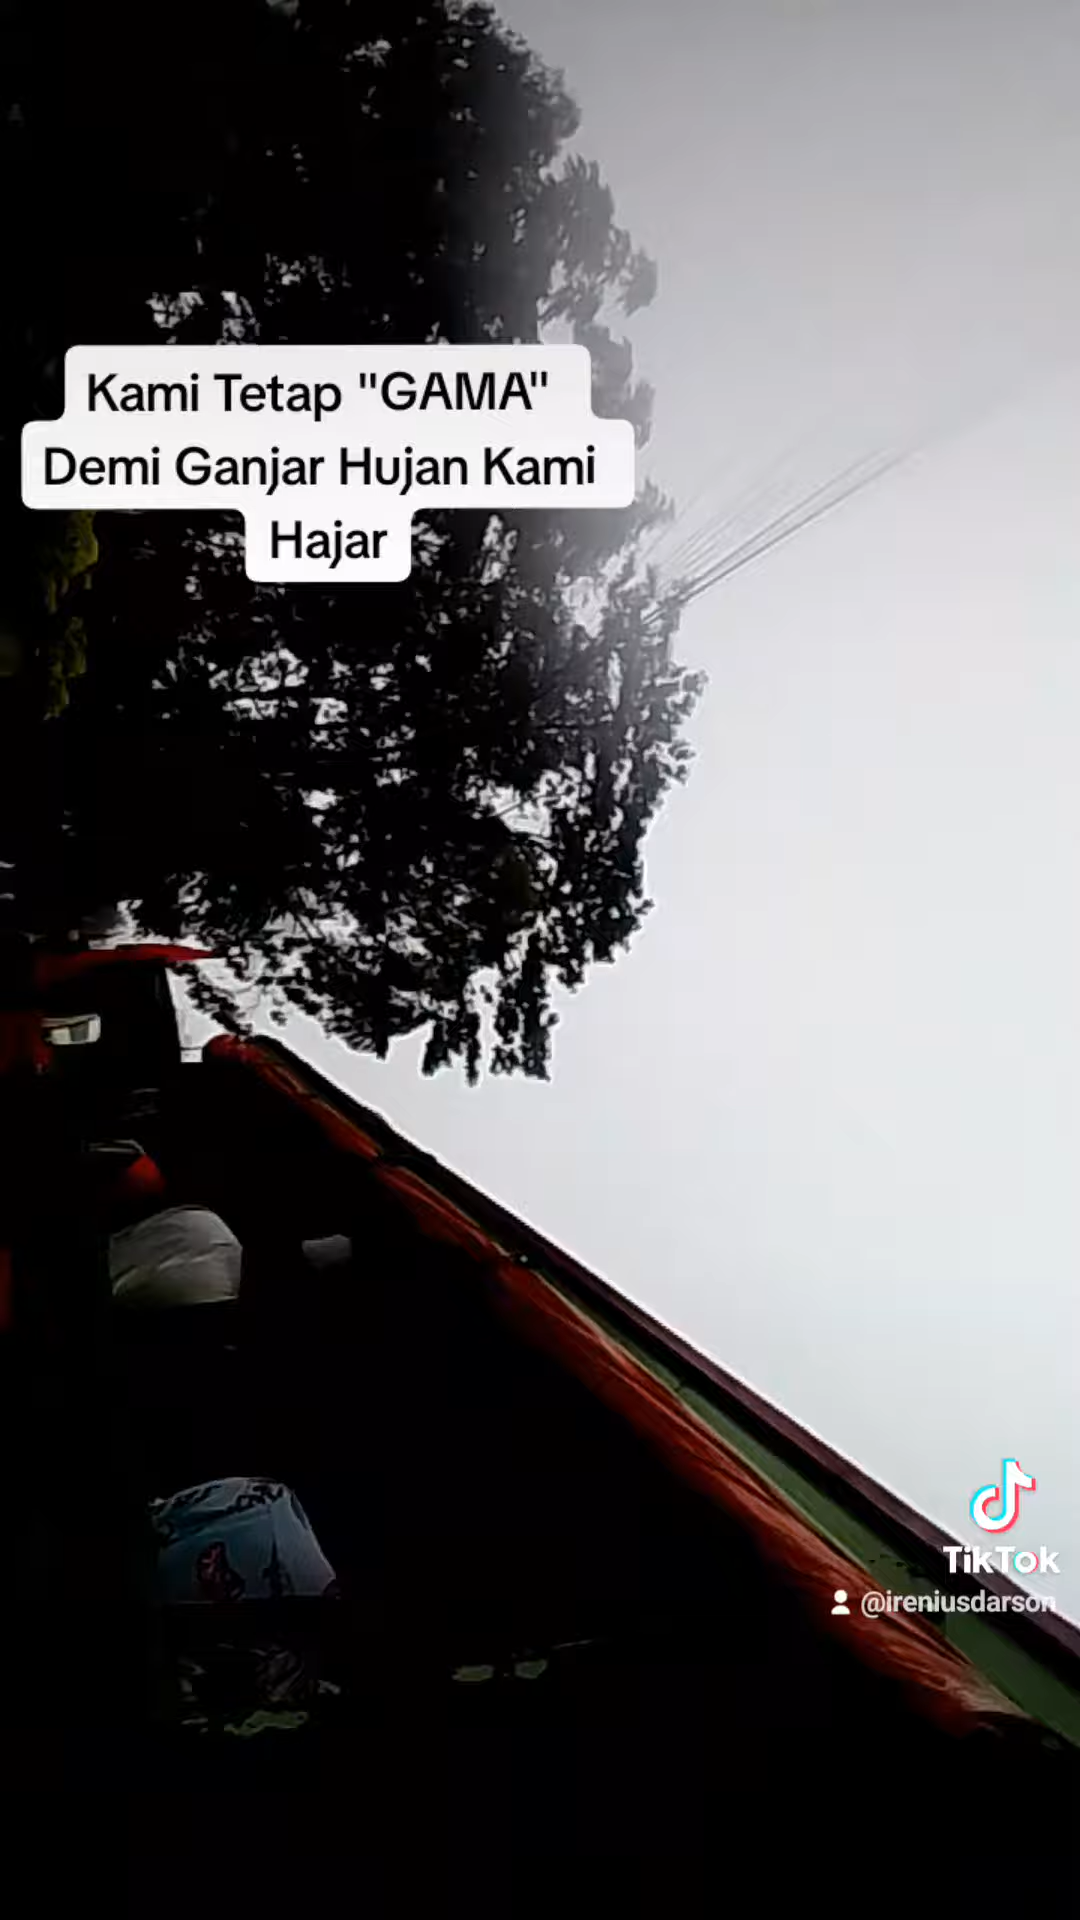 Kami Tetap "GAMA"
Demi Ganjar Hujan Kami
Hajar
TikTok
@ireniusdarson